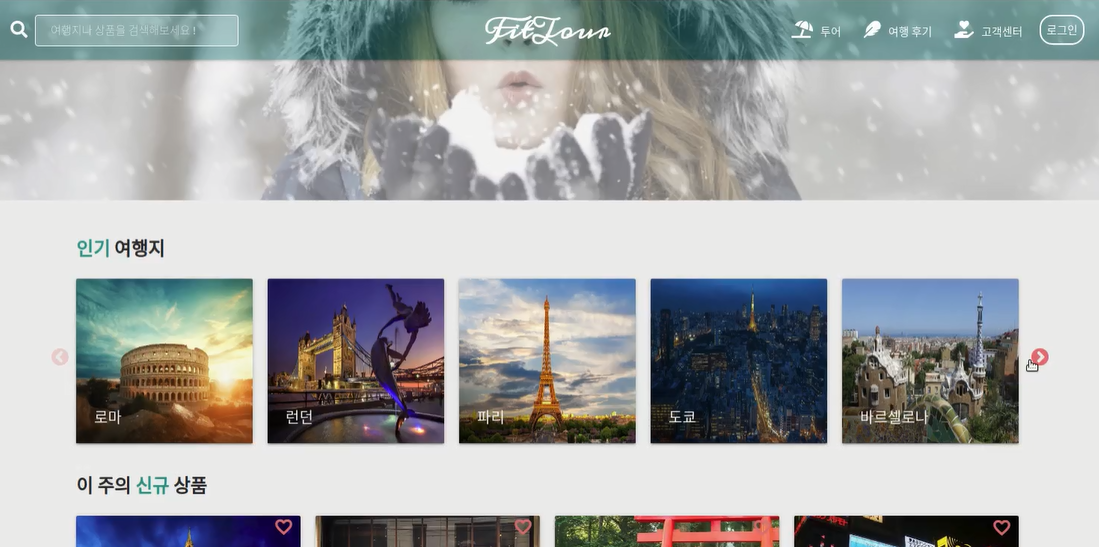 여행지나 상품을 검색해보세요 !
FitTour
투어
여행 후기
고객센터
로그인
인기 여행지
로마
런던
파리
도쿄
바르셀로나
이 주의 신규 상품